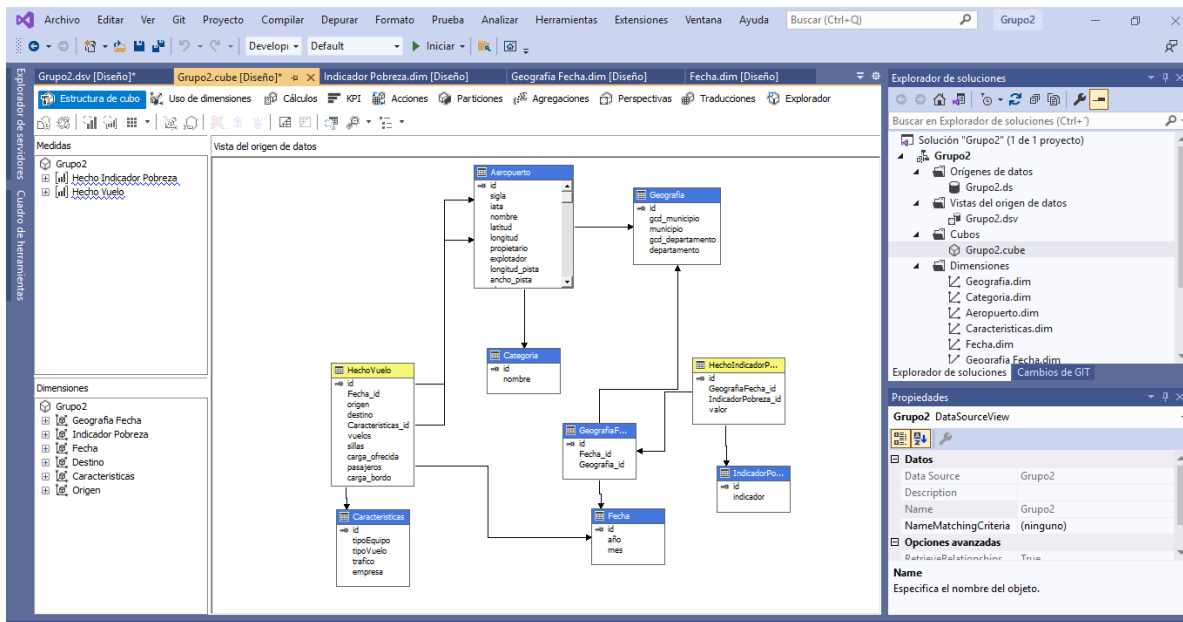 Archivo Editar Ver Git Proyecto Compilar Depurar Formato Prueba Analizar Herramientas Extensiones Ventana Ayuda Buscar (Ctrl+Q) Grupo2
Develop Default Iniciar
Explorador de servidores
Cuadro de herramientas
Grupo2.dsv [Diseño]* Grupo2.cube [Diseño]* Indicador Pobreza.dim [Diseño] Geografia Fecha.dim [Diseño] Fecha.dim [Diseño]
Estructura de cubo Uso de dimensiones Cálculos KPI Acciones Particiones Agregaciones Perspectivas Traducciones Explorador
Medidas
Grupo2
Hecho Indicador Pobreza
Hecho Vuelo
Dimensiones
Grupo2
Geografia Fecha
Indicador Pobreza
Fecha
Destino
Caracteristicas
Origen
Vista del origen de datos
Aeropuerto
id
sigla
iata
nombre
latitud
longitud
propietario
explotador
longitud_pista
ancho_pista
Geografia
id
gcd_municipio
municipio
gcd_departamento
departamento
Categoria
id
nombre
HechoVuelo
id
Fecha_id
origen
destino
Caracteristicas_id
vuelos
sillas
carga_ofrecida
pasajeros
carga_bordo
HechoIndicadorP...
id
GeografiaFecha_id
IndicadorPobreza_id
valor
GeografiaF...
id
Fecha_id
Geografia_id
IndicadorPo...
id
indicador
Caracteristicas
id
tipoEquipo
tipoVuelo
trafico
empresa
Fecha
id
año
mes
Explorador de soluciones
Buscar en Explorador de soluciones (Ctrl+´)
Solución "Grupo2" (1 de 1 proyecto)
Grupo2
Orígenes de datos
Grupo2.ds
Vistas del origen de datos
Grupo2.dsv
Cubos
Grupo2.cube
Dimensiones
Geografia.dim
Categoria.dim
Aeropuerto.dim
Caracteristicas.dim
Fecha.dim
Geografia Fecha.dim
Explorador de soluciones Cambios de GIT
Propiedades
Grupo2 DataSourceView
Datos
Data Source Grupo2
Description
Name Grupo2
NameMatchingCriteria (ninguno)
Opciones avanzadas
RetrieveRelationships True
Name
Especifica el nombre del objeto.